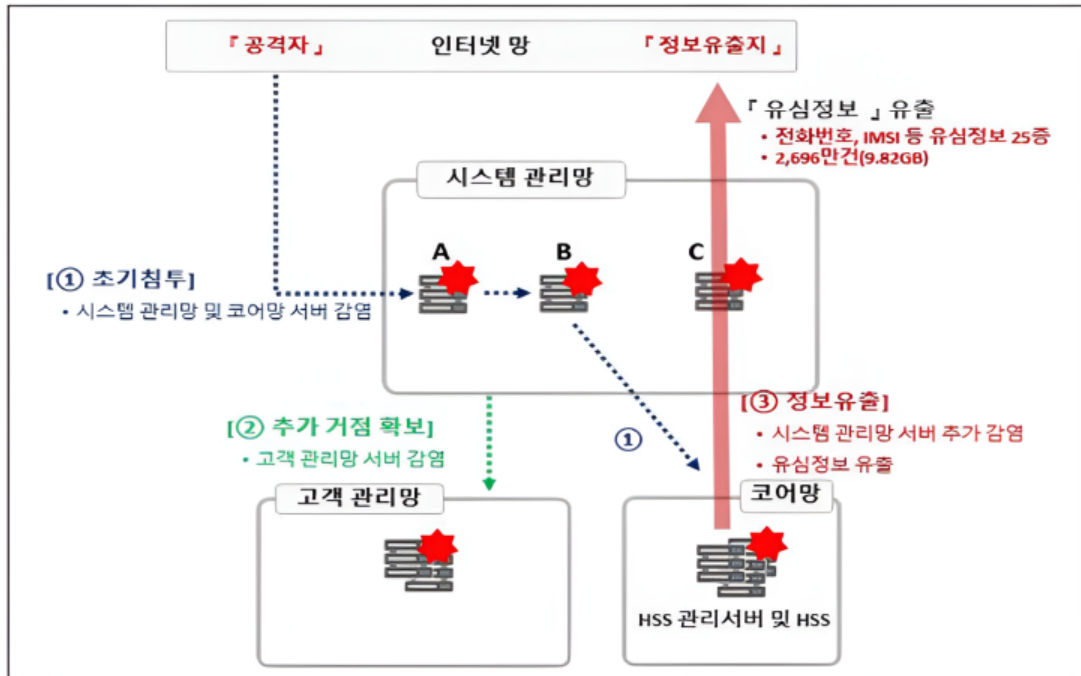 『 공격자 』 인터넷 망 『 정보유출지 』
『 유심정보 』 유출
• 전화번호, IMSI 등 유심정보 25종
• 2,696만건(9.82GB)
시스템 관리망
A B C
[① 초기침투]
• 시스템 관리망 및 코어망 서버 감염
[② 추가 거점 확보]
• 고객 관리망 서버 감염
①
[③ 정보유출]
• 시스템 관리망 서버 추가 감염
• 유심정보 유출
고객 관리망
코어망
HSS 관리서버 및 HSS